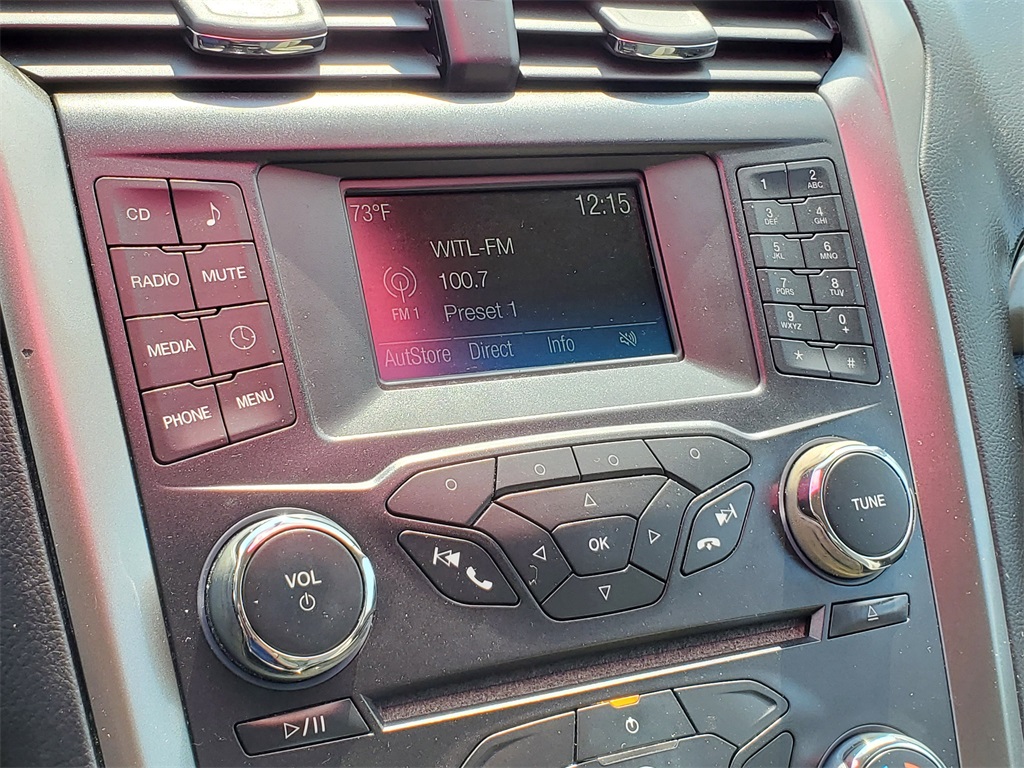 73°F 12:15
WITL-FM
100.7
FM 1 Preset 1
AutStore Direct Info
CD
RADIO MUTE
MEDIA
PHONE MENU
1 2 ABC
3 DEF 4 GHI
5 JKL 6 MNO
7 PQRS 8 TUV
9 WXYZ 0 +
* #
OK
VOL
TUNE